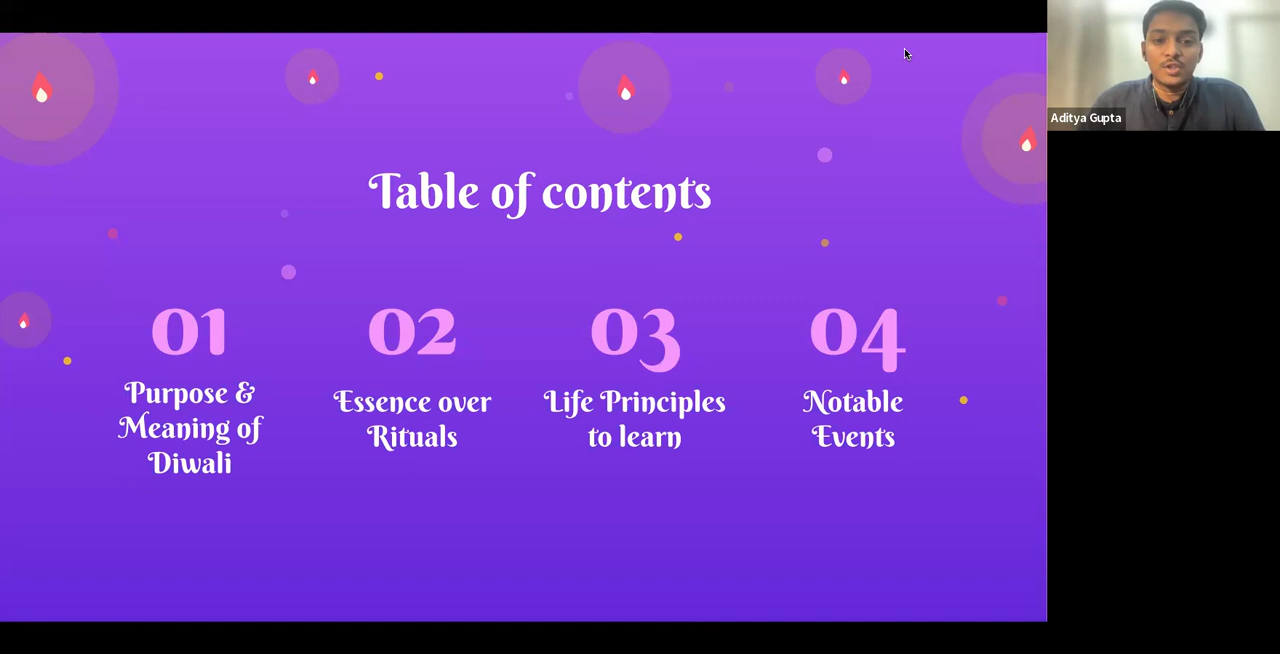 Aditya Gupta
Table of contents
01
Purpose &
Meaning of
Diwali
02
Essence over
Rituals
03
Life Principles
to learn
04
Notable
Events